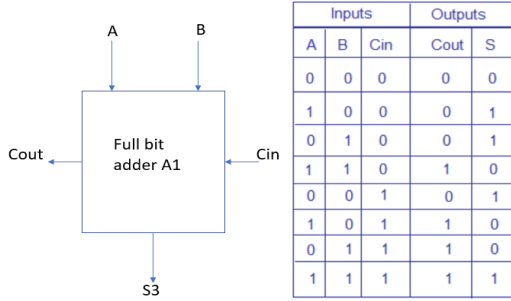 A B
Cout Full bit
adder A1 Cin
S3
Inputs Outputs
A B Cin Cout S
0 0 0 0 0
1 0 0 0 1
0 1 0 0 1
1 1 0 1 0
0 0 1 0 1
1 0 1 1 0
0 1 1 1 0
1 1 1 1 1